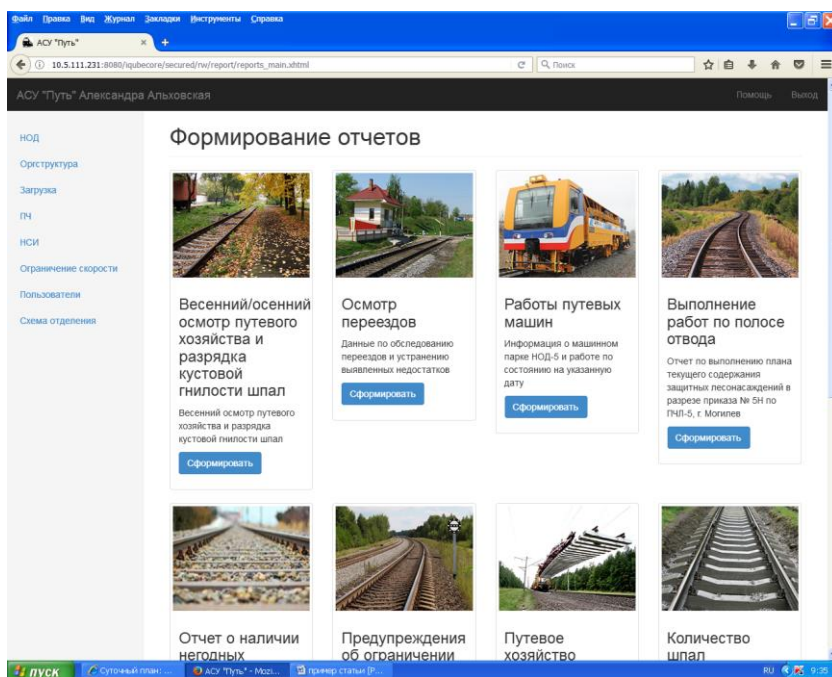 Файл Правка Вид Журнал Закладки Инструменты Справка
АСУ "Путь" × +
10.5.111.231:8080/iqubecore/secured/rw/report/reports_main.xhtml
Поиск
АСУ "Путь" Александра Альховская
Помощь Выход
НОД
Оргструктура
Загрузка
ПЧ
НСИ
Ограничение скорости
Пользователи
Схема отделения
Формирование отчетов
Весенний/осенний
осмотр путевого
хозяйства и
разрядка
кустовой
гнилости шпал
Весенний осмотр путевого
хозяйства и разрядка
кустовой гнилости шпал
Сформировать
Осмотр
переездов
Данные по обследованию
переездов и устранению
выявленных недостатков
Сформировать
Работы путевых
машин
Информация о машинном
парке НОД-5 и работе по
состоянию на указанную
дату
Сформировать
Выполнение
работ по полосе
отвода
Отчет по выполнению плана
текущего содержания
защитных лесонасаждений в
разрезе приказа № 5Н по
ПЧЛ-5, г. Могилев
Сформировать
Отчет о наличии
негодных
Предупреждения
об ограничении
Путевое
хозяйство
Количество
шпал
пуск
Суточный план: ...
АСУ "Путь" - Mozi...
пример статьи [Р...
RU
9:35